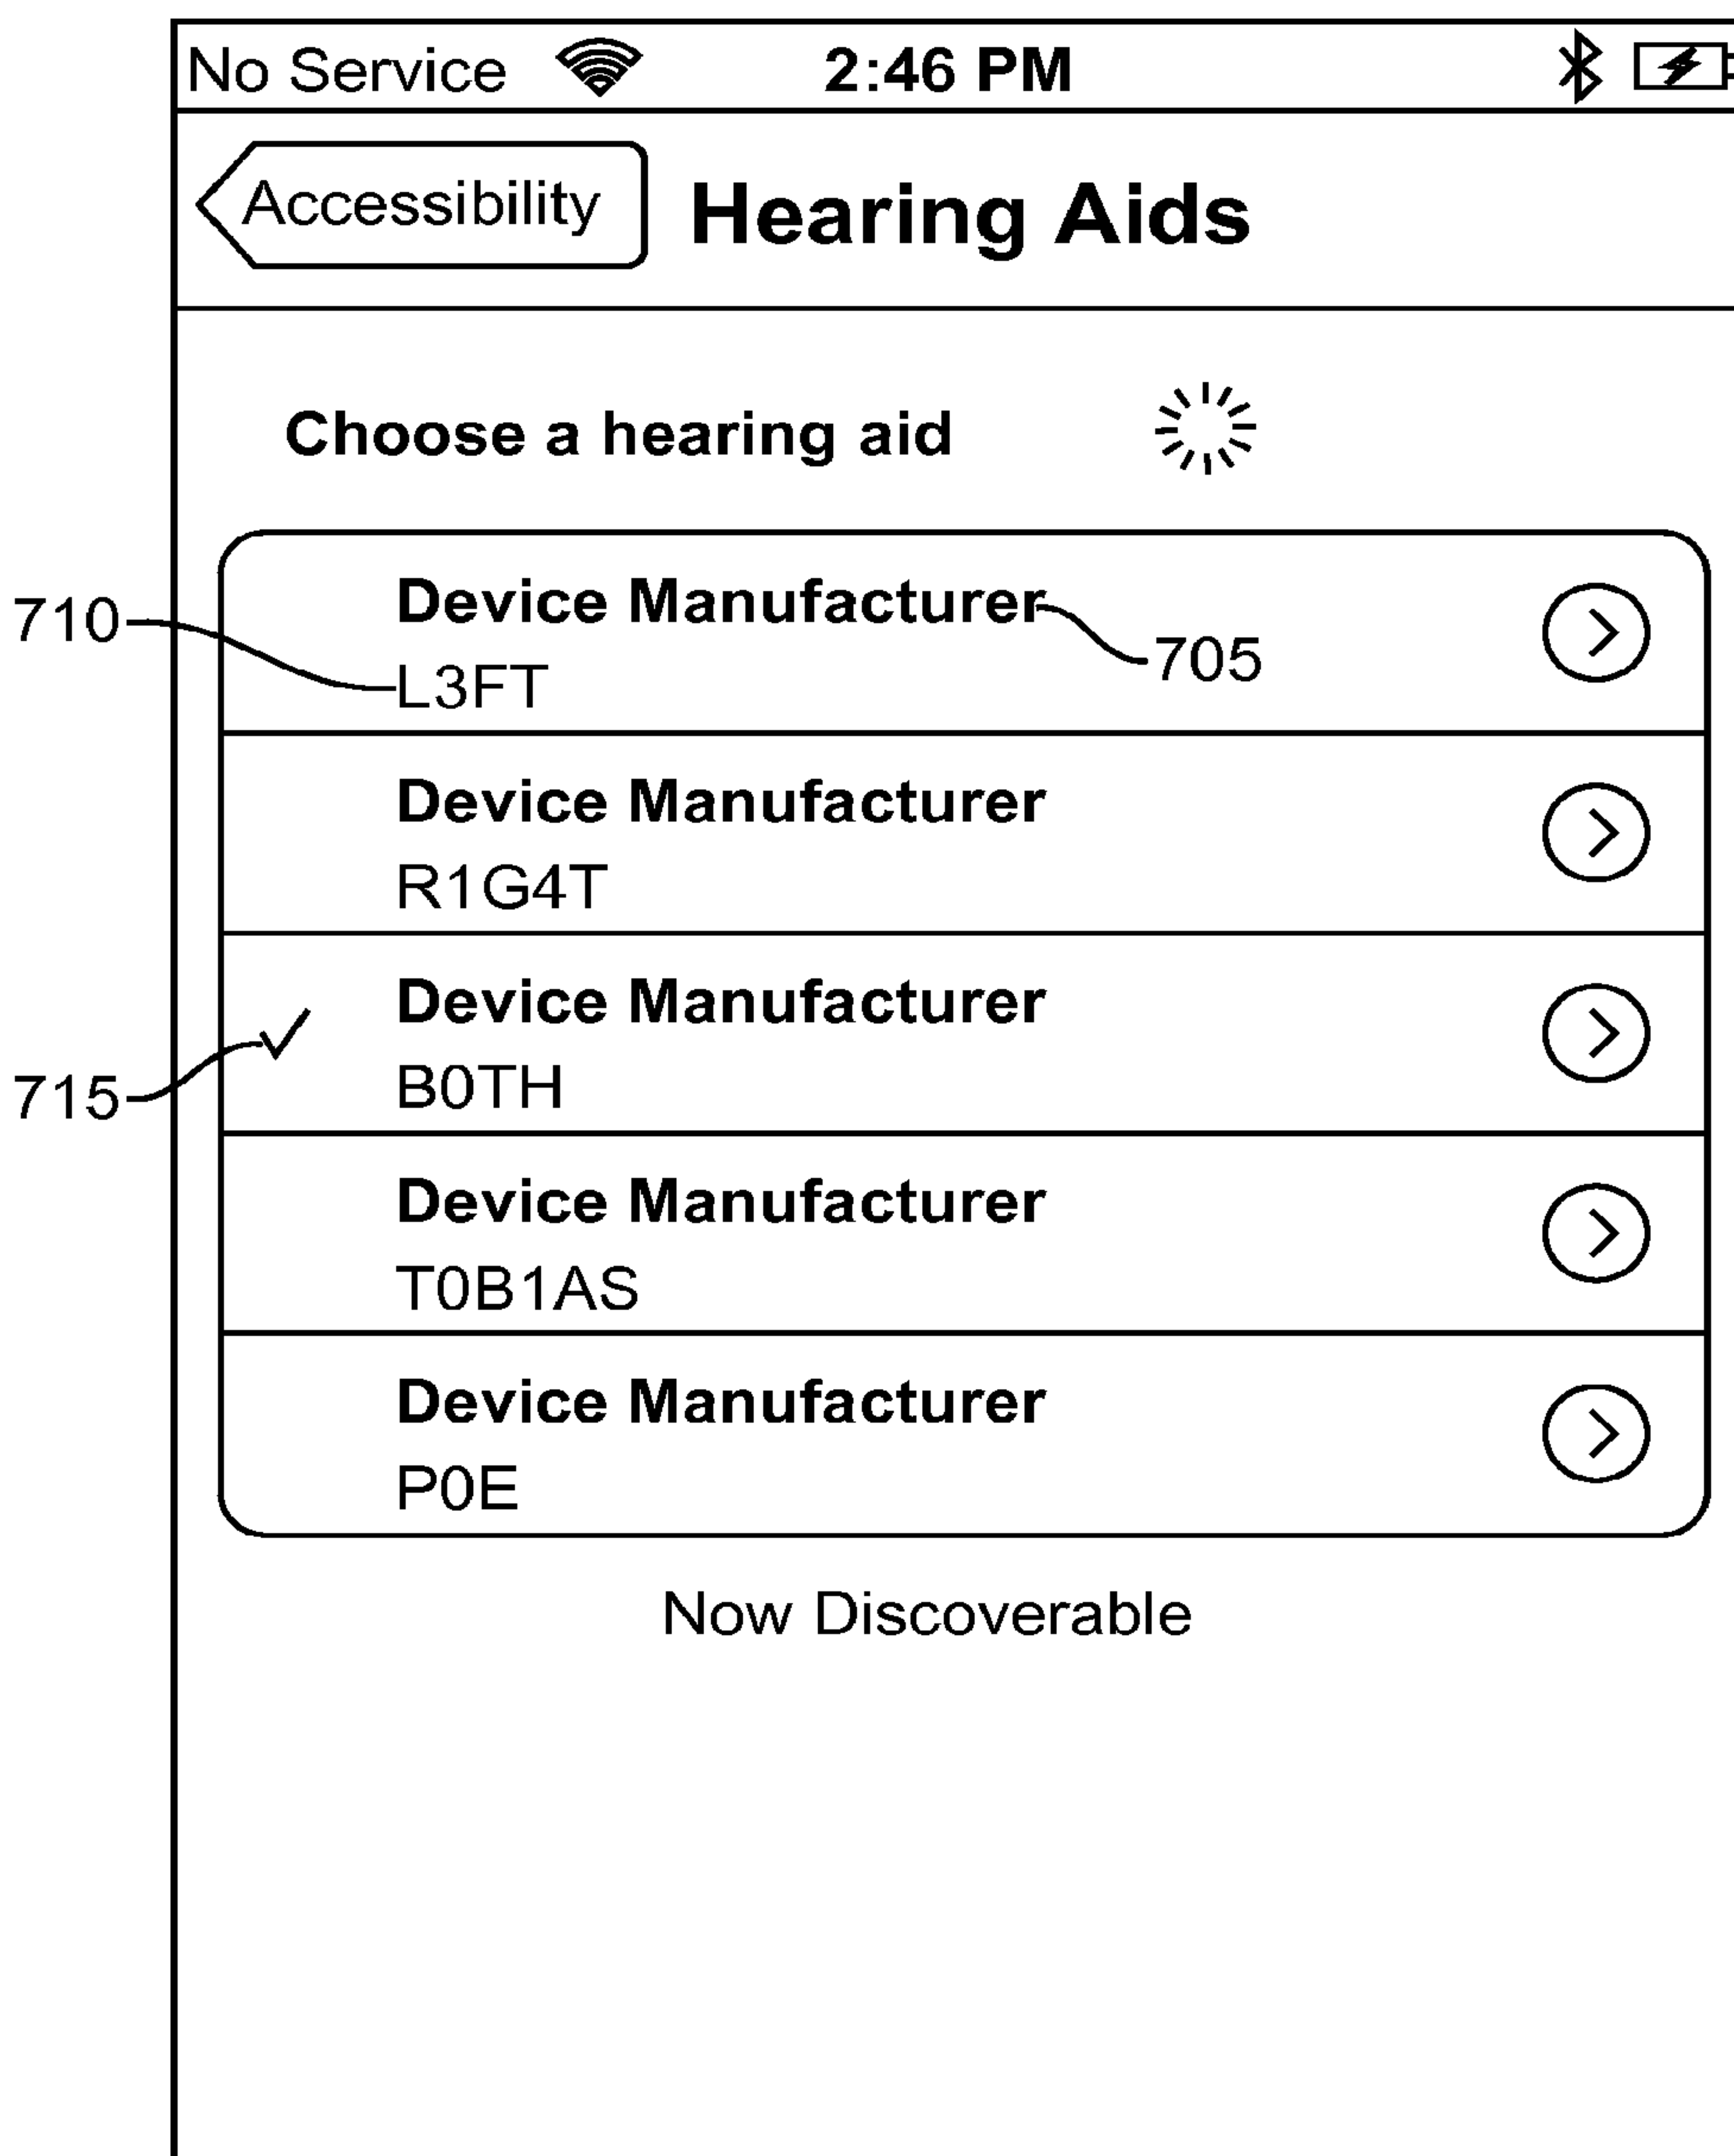 No Service 2:46 PM
Accessibility Hearing Aids
Choose a hearing aid
Device Manufacturer
710
705
L3FT
Device Manufacturer
R1G4T
Device Manufacturer
715
B0TH
Device Manufacturer
T0B1AS
Device Manufacturer
P0E
Now Discoverable